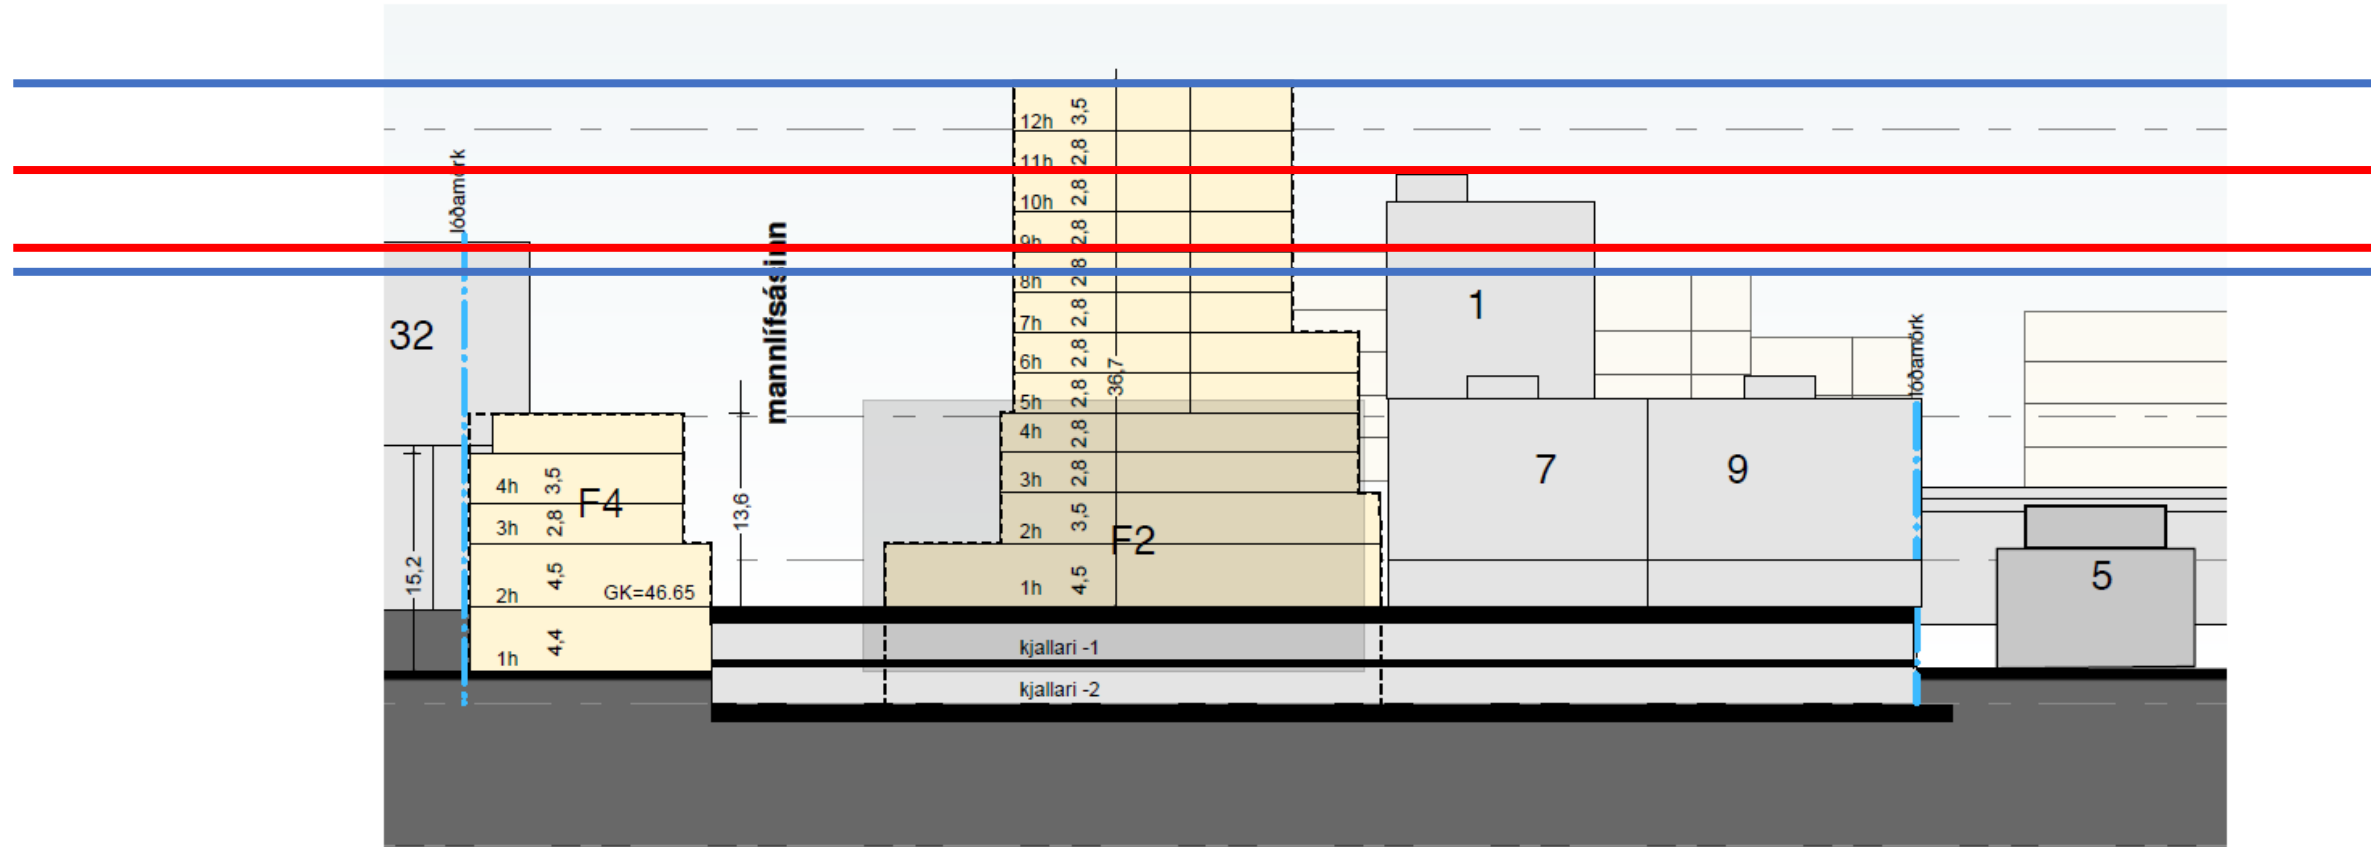 lóðamörk
32
15,2
4h 3,5
F4
3h 2,8
2h 4,5 GK=46.65
1h 4,4
13,6
mannlífsásinn
12h 3,5
11h 2,8
10h 2,8
9h 2,8
8h 2,8
7h 2,8
6h 2,8
36,7
5h 2,8
4h 2,8
3h 2,8
2h 3,5
F2
1h 4,5
kjallari -1
kjallari -2
1
7
9
lóðamörk
5